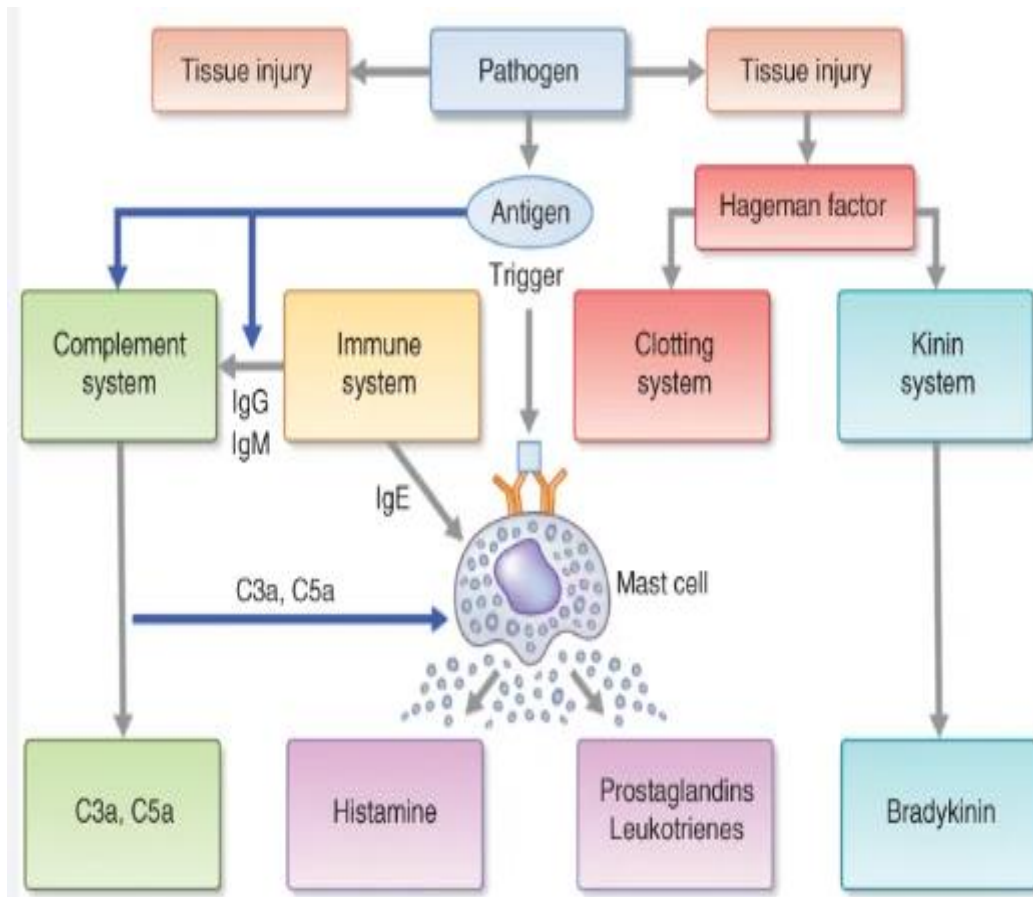 Tissue injury
Pathogen
Tissue injury
Antigen
Hageman factor
Trigger
Complement
system
Immune
system
Clotting
system
Kinin
system
IgG
IgM
IgE
C3a, C5a
Mast cell
C3a, C5a
Histamine
Prostaglandins
Leukotrienes
Bradykinin